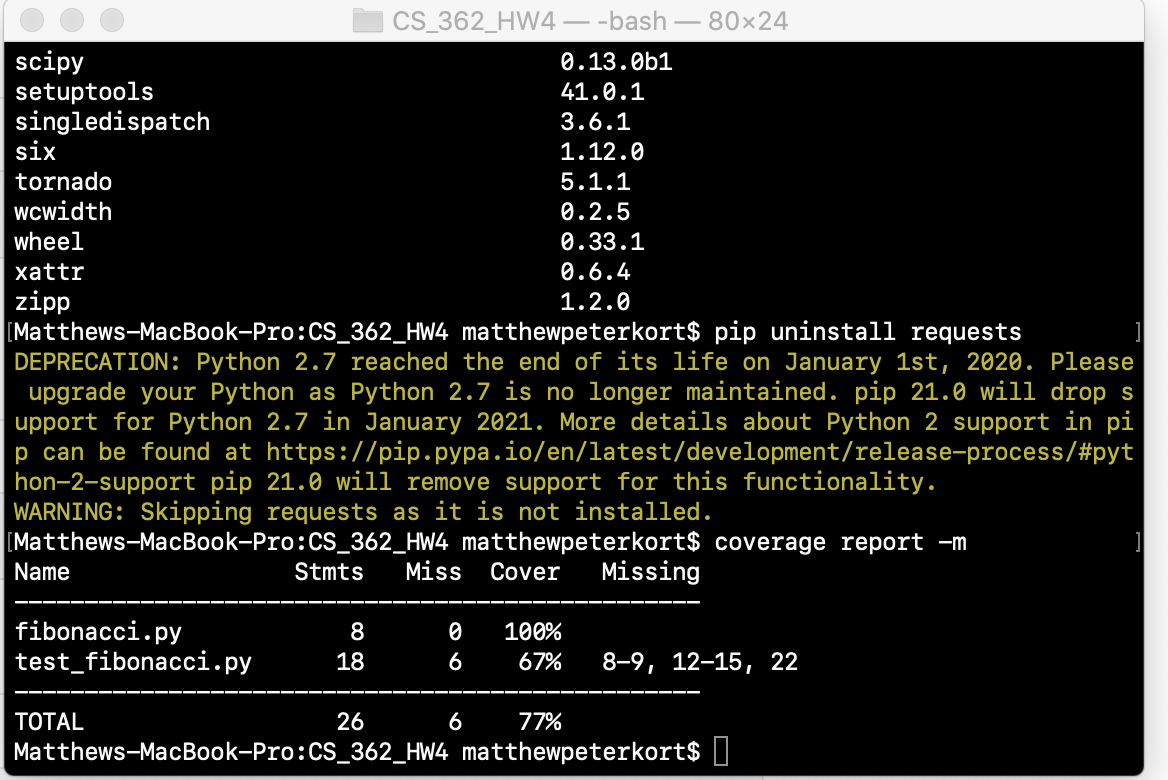 CS_362_HW4 — -bash — 80×24
scipy 0.13.0b1
setuptools 41.0.1
singledispatch 3.6.1
six 1.12.0
tornado 5.1.1
wcwidth 0.2.5
wheel 0.33.1
xattr 0.6.4
zipp 1.2.0
[Matthews-MacBook-Pro:CS_362_HW4 matthewpeterkort$ pip uninstall requests ]
DEPRECATION: Python 2.7 reached the end of its life on January 1st, 2020. Please
 upgrade your Python as Python 2.7 is no longer maintained. pip 21.0 will drop s
upport for Python 2.7 in January 2021. More details about Python 2 support in pi
p can be found at https://pip.pypa.io/en/latest/development/release-process/#pyt
hon-2-support pip 21.0 will remove support for this functionality.
WARNING: Skipping requests as it is not installed.
[Matthews-MacBook-Pro:CS_362_HW4 matthewpeterkort$ coverage report -m ]
Name Stmts Miss Cover Missing
-------------------------------------------------
fibonacci.py 8 0 100%
test_fibonacci.py 18 6 67% 8-9, 12-15, 22
-------------------------------------------------
TOTAL 26 6 77%
Matthews-MacBook-Pro:CS_362_HW4 matthewpeterkort$